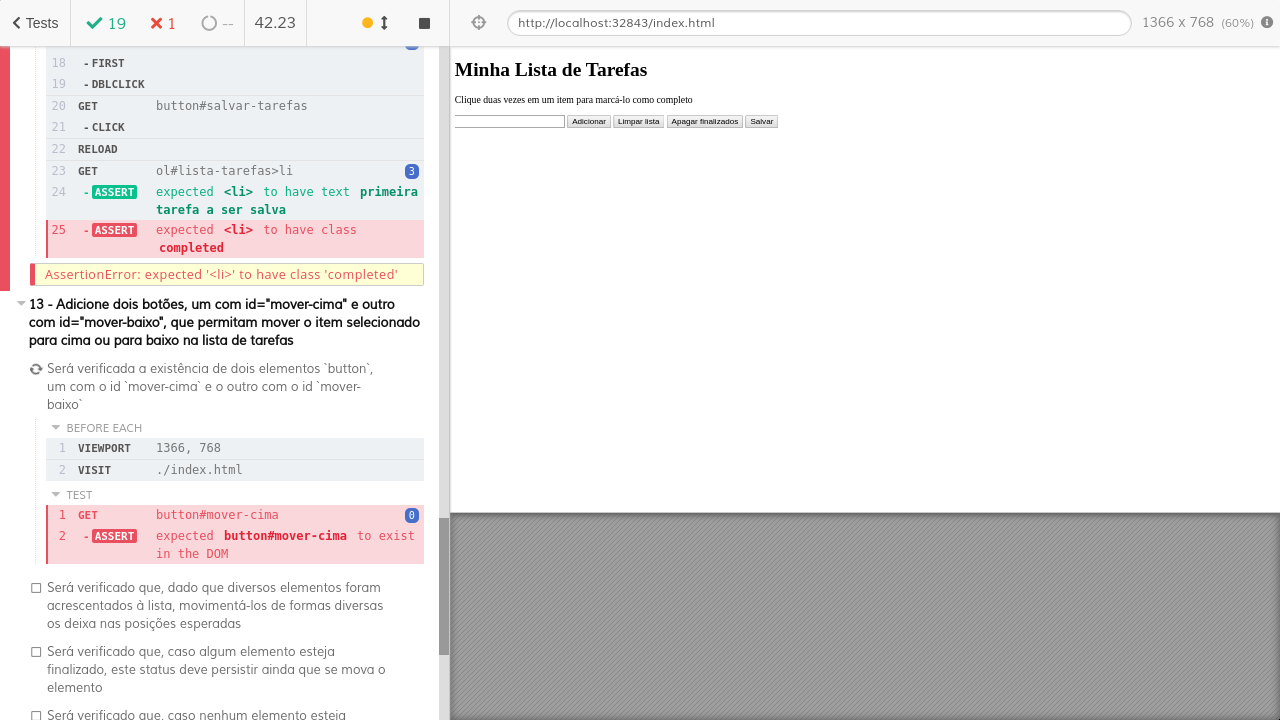 Tests 19 1 -- 42.23 http://localhost:32843/index.html 1366 x 768 (60%)
18 - FIRST
19 - DBLCLICK
20 GET button#salvar-tarefas
21 - CLICK
22 RELOAD
23 GET ol#lista-tarefas>li 3
24 - ASSERT expected <li> to have text primeira
tarefa a ser salva
25 - ASSERT expected <li> to have class
completed
AssertionError: expected '<li>' to have class 'completed'
13 - Adicione dois botões, um com id="mover-cima" e outro
com id="mover-baixo", que permitam mover o item selecionado
para cima ou para baixo na lista de tarefas
Será verificada a existência de dois elementos `button`,
um com o id `mover-cima` e o outro com o id `mover-
baixo`
BEFORE EACH
1 VIEWPORT 1366, 768
2 VISIT ./index.html
TEST
1 GET button#mover-cima 0
2 - ASSERT expected button#mover-cima to exist
in the DOM
Será verificado que, dado que diversos elementos foram
acrescentados à lista, movimentá-los de formas diversas
os deixa nas posições esperadas
Será verificado que, caso algum elemento esteja
finalizado, este status deve persistir ainda que se mova o
elemento
Será verificado que, caso nenhum elemento esteja
Minha Lista de Tarefas
Clique duas vezes em um item para marcá-lo como completo
Adicionar Limpar lista Apagar finalizados Salvar